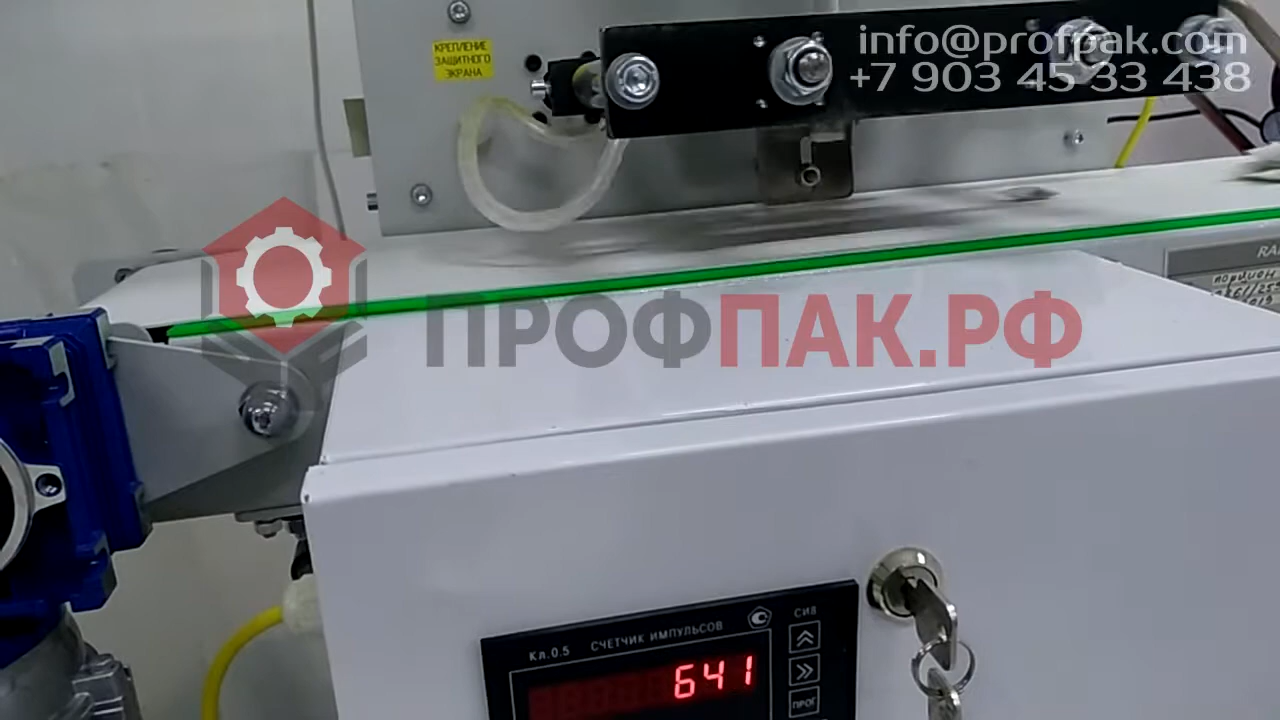 info@profpak.com
+7 903 45 33 438
КРЕПЛЕНИЕ
ЗАЩИТНОГО
ЭКРАНА
ПРОФПАК.РФ
Кл.0.5 СЧЕТЧИК ИМПУЛЬСОВ
СИ8
641
ПРОГ